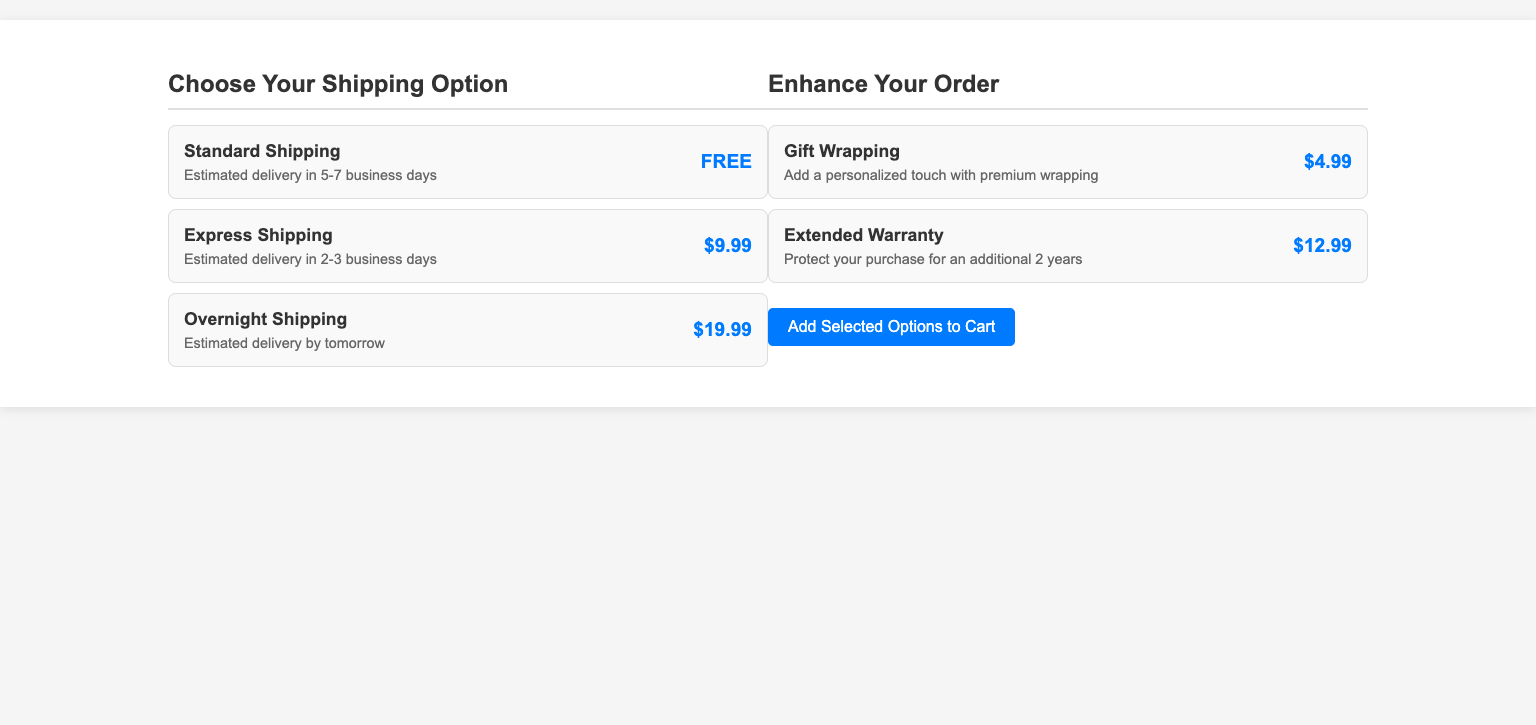 Choose Your Shipping Option
Standard Shipping
Estimated delivery in 5-7 business days
FREE
Express Shipping
Estimated delivery in 2-3 business days
$9.99
Overnight Shipping
Estimated delivery by tomorrow
$19.99
Enhance Your Order
Gift Wrapping
Add a personalized touch with premium wrapping
$4.99
Extended Warranty
Protect your purchase for an additional 2 years
$12.99
Add Selected Options to Cart